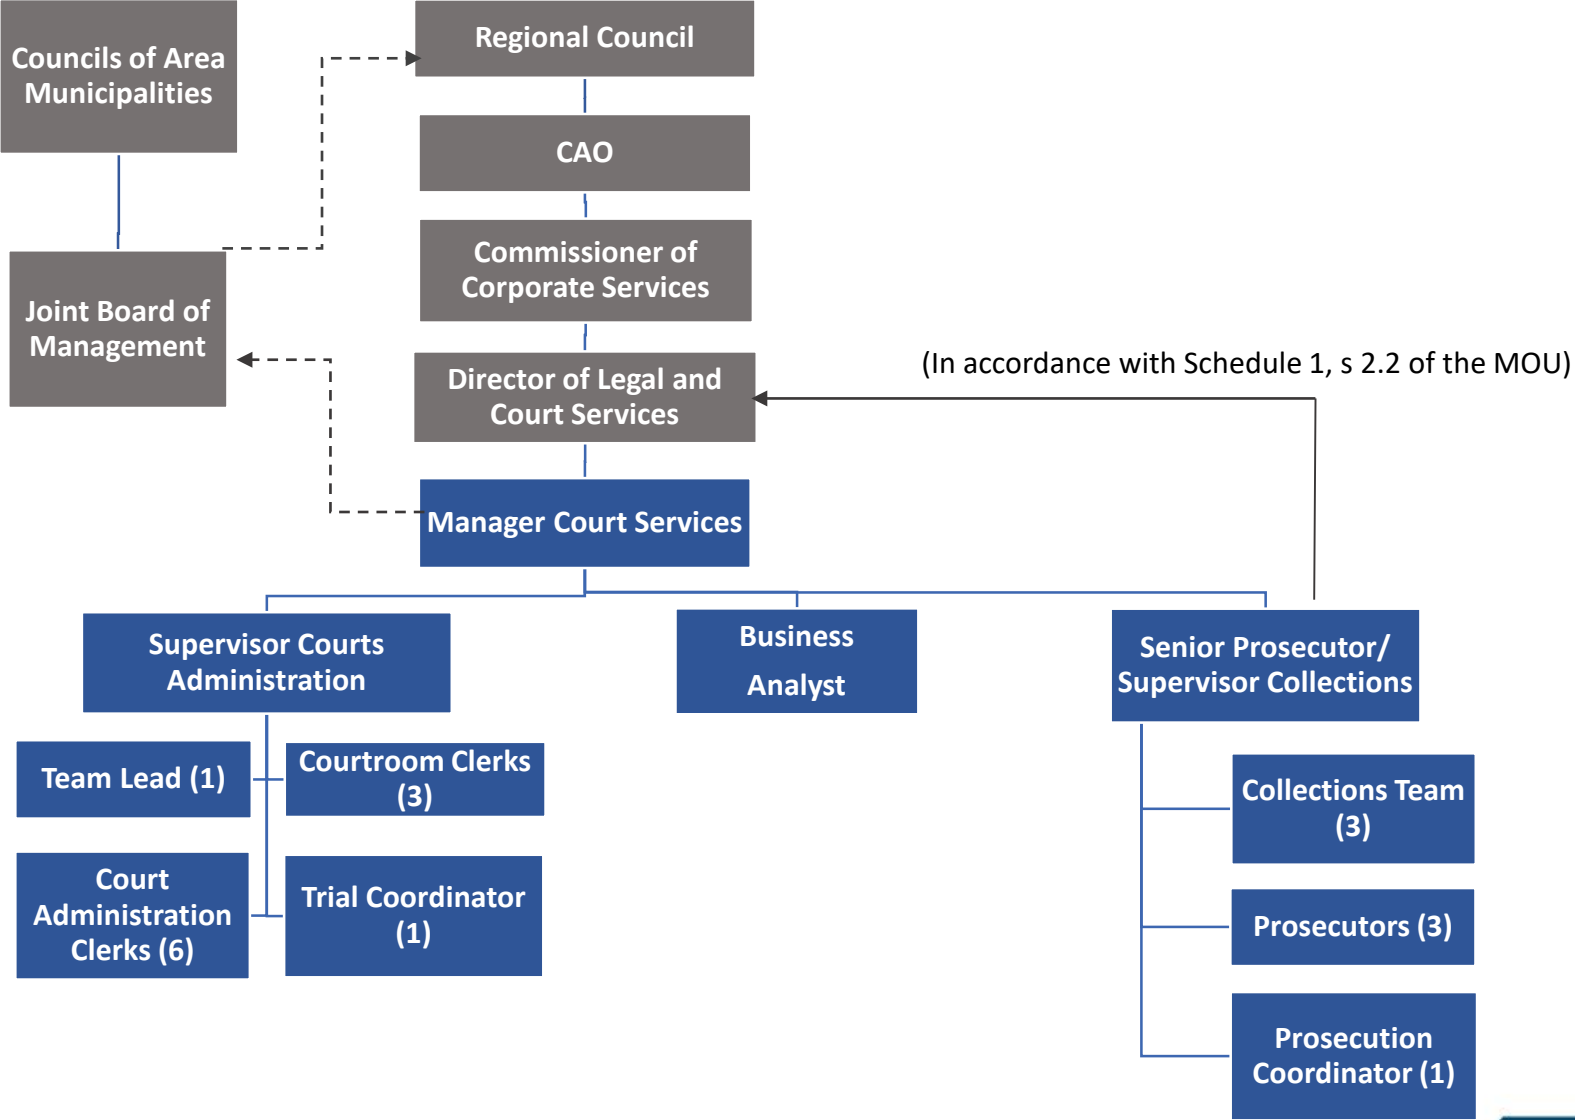 Councils of Area
Municipalities
Regional Council
CAO
Commissioner of
Corporate Services
Joint Board of
Management
Director of Legal and
Court Services
(In accordance with Schedule 1, s 2.2 of the MOU)
Manager Court Services
Supervisor Courts
Administration
Business
Analyst
Senior Prosecutor/
Supervisor Collections
Team Lead (1)
Courtroom Clerks
(3)
Court
Administration
Clerks (6)
Trial Coordinator
(1)
Collections Team
(3)
Prosecutors (3)
Prosecution
Coordinator (1)